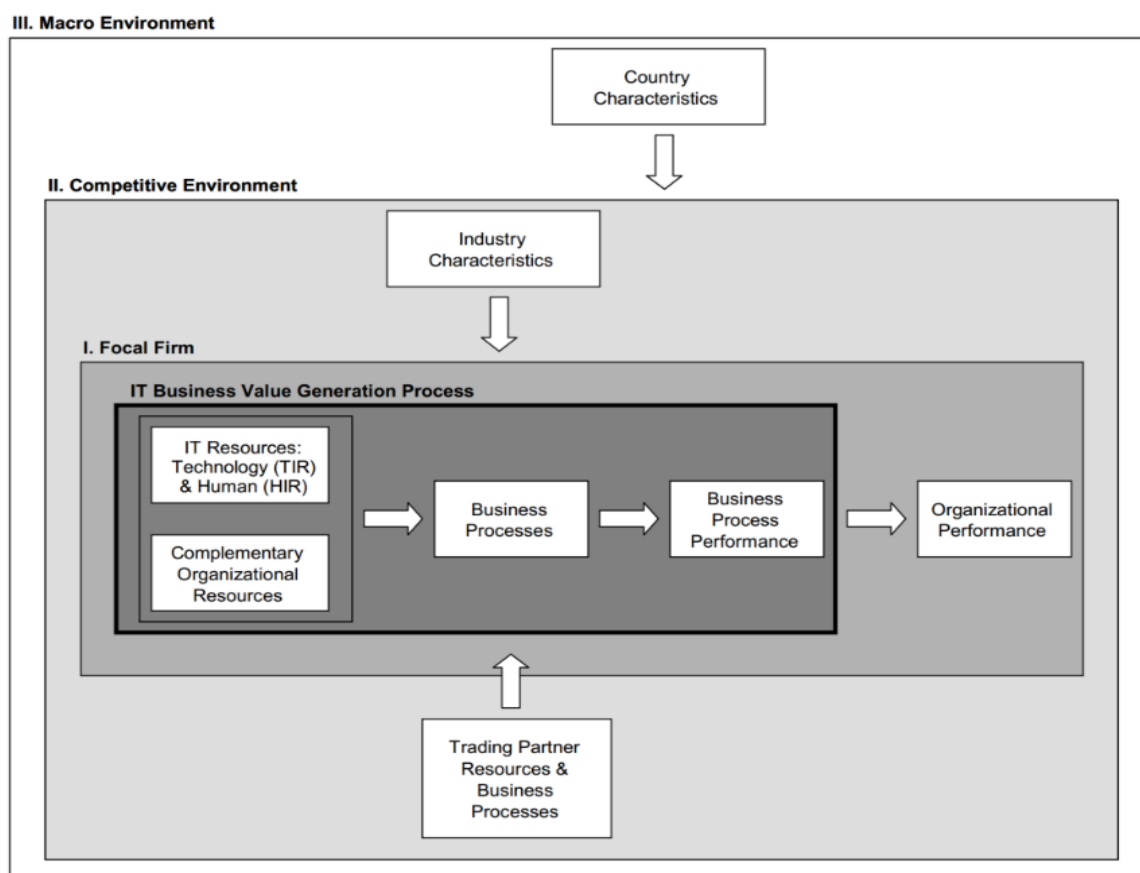 III. Macro Environment
Country
Characteristics
II. Competitive Environment
Industry
Characteristics
I. Focal Firm
IT Business Value Generation Process
IT Resources:
Technology (TIR)
& Human (HIR)
Complementary
Organizational
Resources
Business
Processes
Business
Process
Performance
Organizational
Performance
Trading Partner
Resources &
Business
Processes